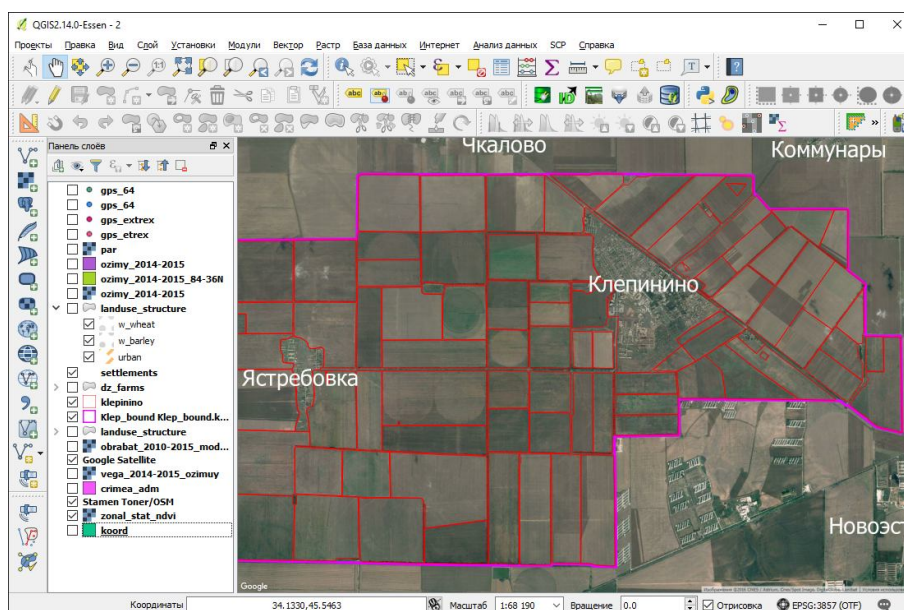 QGIS2.14.0-Essen - 2
Проекты Правка Вид Слой Установки Модули Вектор Растр База данных Интернет Анализ данных SCP Справка
Панель слоёв
gps_64
gps_64
gps_extrex
gps_etrex
par
ozimy_2014-2015
ozimy_2014-2015_84-36N
ozimy_2014-2015
landuse_structure
w_wheat
w_barley
urban
settlements
dz_farms
klepinino
Klep_bound Klep_bound.k...
landuse_structure
obrabat_2010-2015_mod...
Google Satellite
vega_2014-2015_ozimuy
crimea_adm
Stamen Toner/OSM
zonal_stat_ndvi
koord
Чкалово
Коммунары
Клепинино
Ястребовка
Новоэст
Google
Координаты 34.1330,45.5463 Масштаб 1:68 190 Вращение 0.0 Отрисовка EPSG:3857 (OTF)